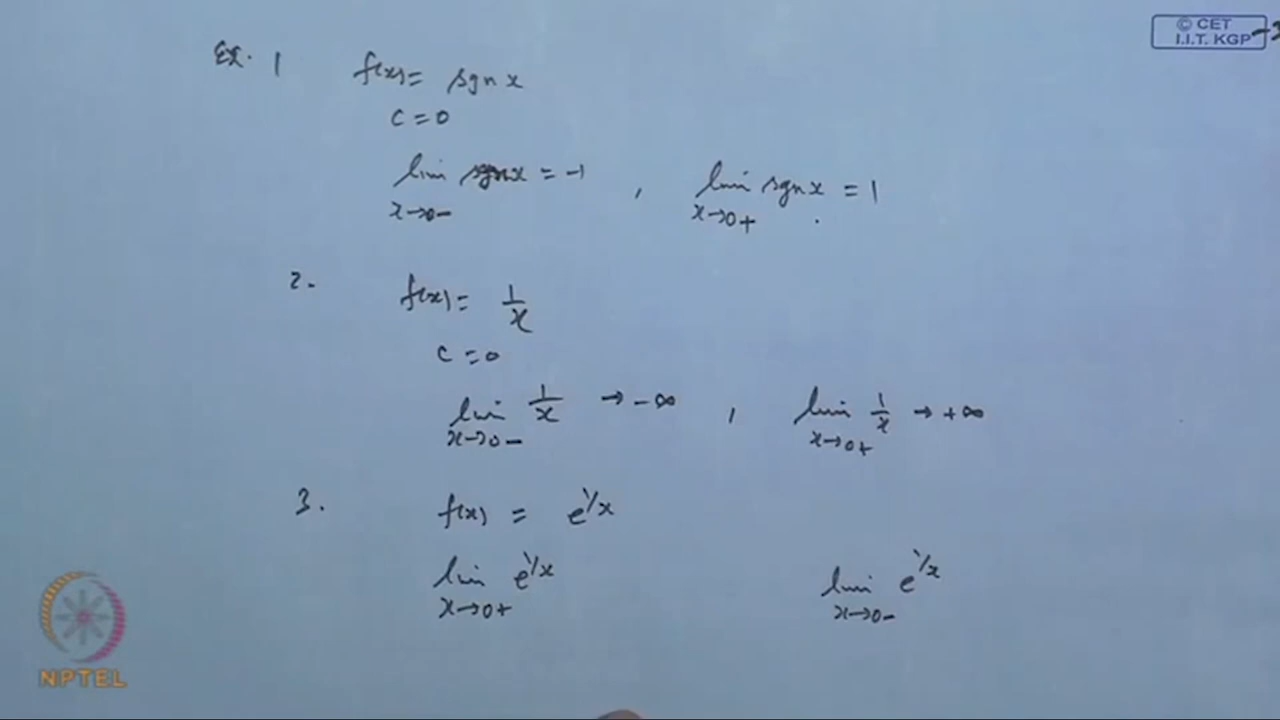 © CET
I.I.T. KGP
Ex. 1 f(x) = sgn x
c = 0
lim sgn x = -1 , lim sgn x = 1
x→0- x→0+
2. f(x) = 1/x
c = 0
lim 1/x → -∞ , lim 1/x → +∞
x→0- x→0+
3. f(x) = e^{1/x}
lim e^{1/x} lim e^{1/x}
x→0+ x→0-
NPTEL